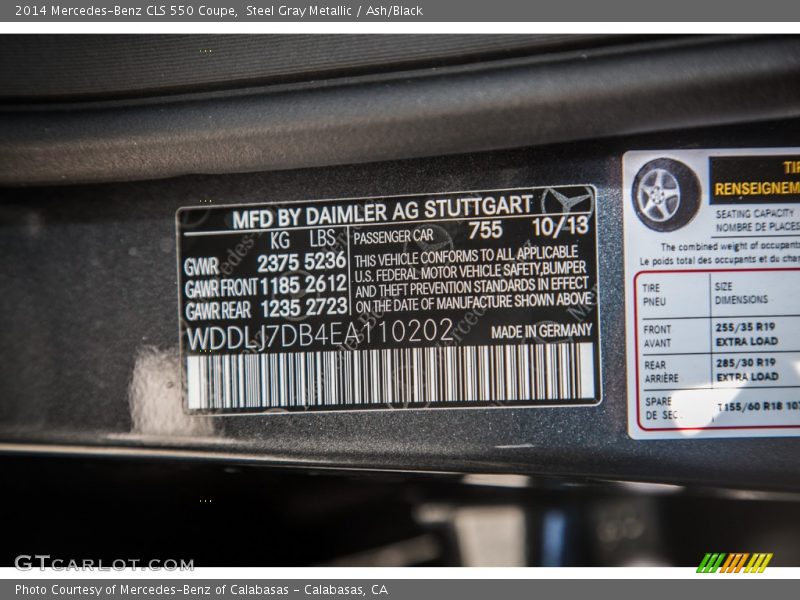 2014 Mercedes-Benz CLS 550 Coupe, Steel Gray Metallic / Ash/Black
MFD BY DAIMLER AG STUTTGART
KG LBS
GWR 2375 5236
GAWR FRONT 1185 2612
GAWR REAR 1235 2723
PASSENGER CAR 755 10/13
THIS VEHICLE CONFORMS TO ALL APPLICABLE
U.S. FEDERAL MOTOR VEHICLE SAFETY, BUMPER
AND THEFT PREVENTION STANDARDS IN EFFECT
ON THE DATE OF MANUFACTURE SHOWN ABOVE
WDDLJ7DB4EA110202 MADE IN GERMANY
RENSEIGNEM
SEATING CAPACITY
NOMBRE DE PLACES
The combined weight of occupants
Le poids total des occupants et du char
TIRE SIZE
PNEU DIMENSIONS
FRONT 255/35 R19
AVANT EXTRA LOAD
REAR 285/30 R19
ARRIÈRE EXTRA LOAD
SPARE T155/60 R18
DE
GTcarlot.com
Photo Courtesy of Mercedes-Benz of Calabasas - Calabasas, CA